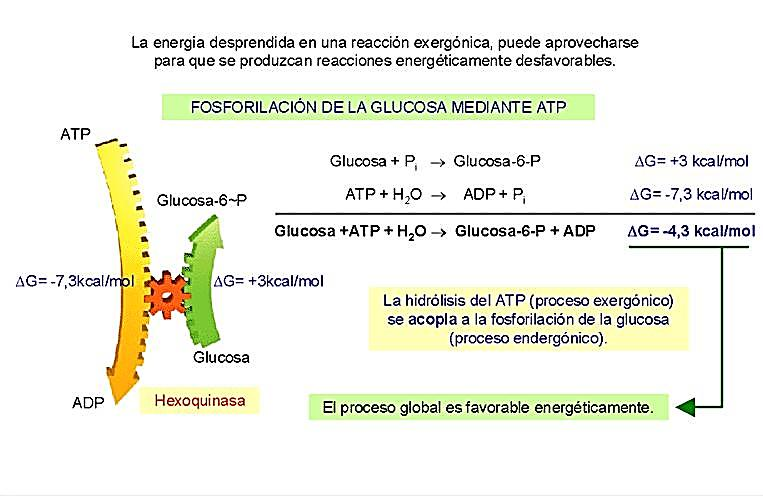 La energia desprendida en una reacción exergónica, puede aprovecharse
para que se produzcan reacciones energéticamente desfavorables.
FOSFORILACIÓN DE LA GLUCOSA MEDIANTE ATP
ATP
Glucosa-6~P
ΔG= -7,3kcal/mol
ΔG= +3kcal/mol
Glucosa
ADP
Hexoquinasa
Glucosa + Pi → Glucosa-6-P ΔG= +3 kcal/mol
ATP + H2O → ADP + Pi ΔG= -7,3 kcal/mol
Glucosa +ATP + H2O → Glucosa-6-P + ADP ΔG= -4,3 kcal/mol
La hidrólisis del ATP (proceso exergónico)
se acopla a la fosforilación de la glucosa
(proceso endergónico).
El proceso global es favorable energéticamente.